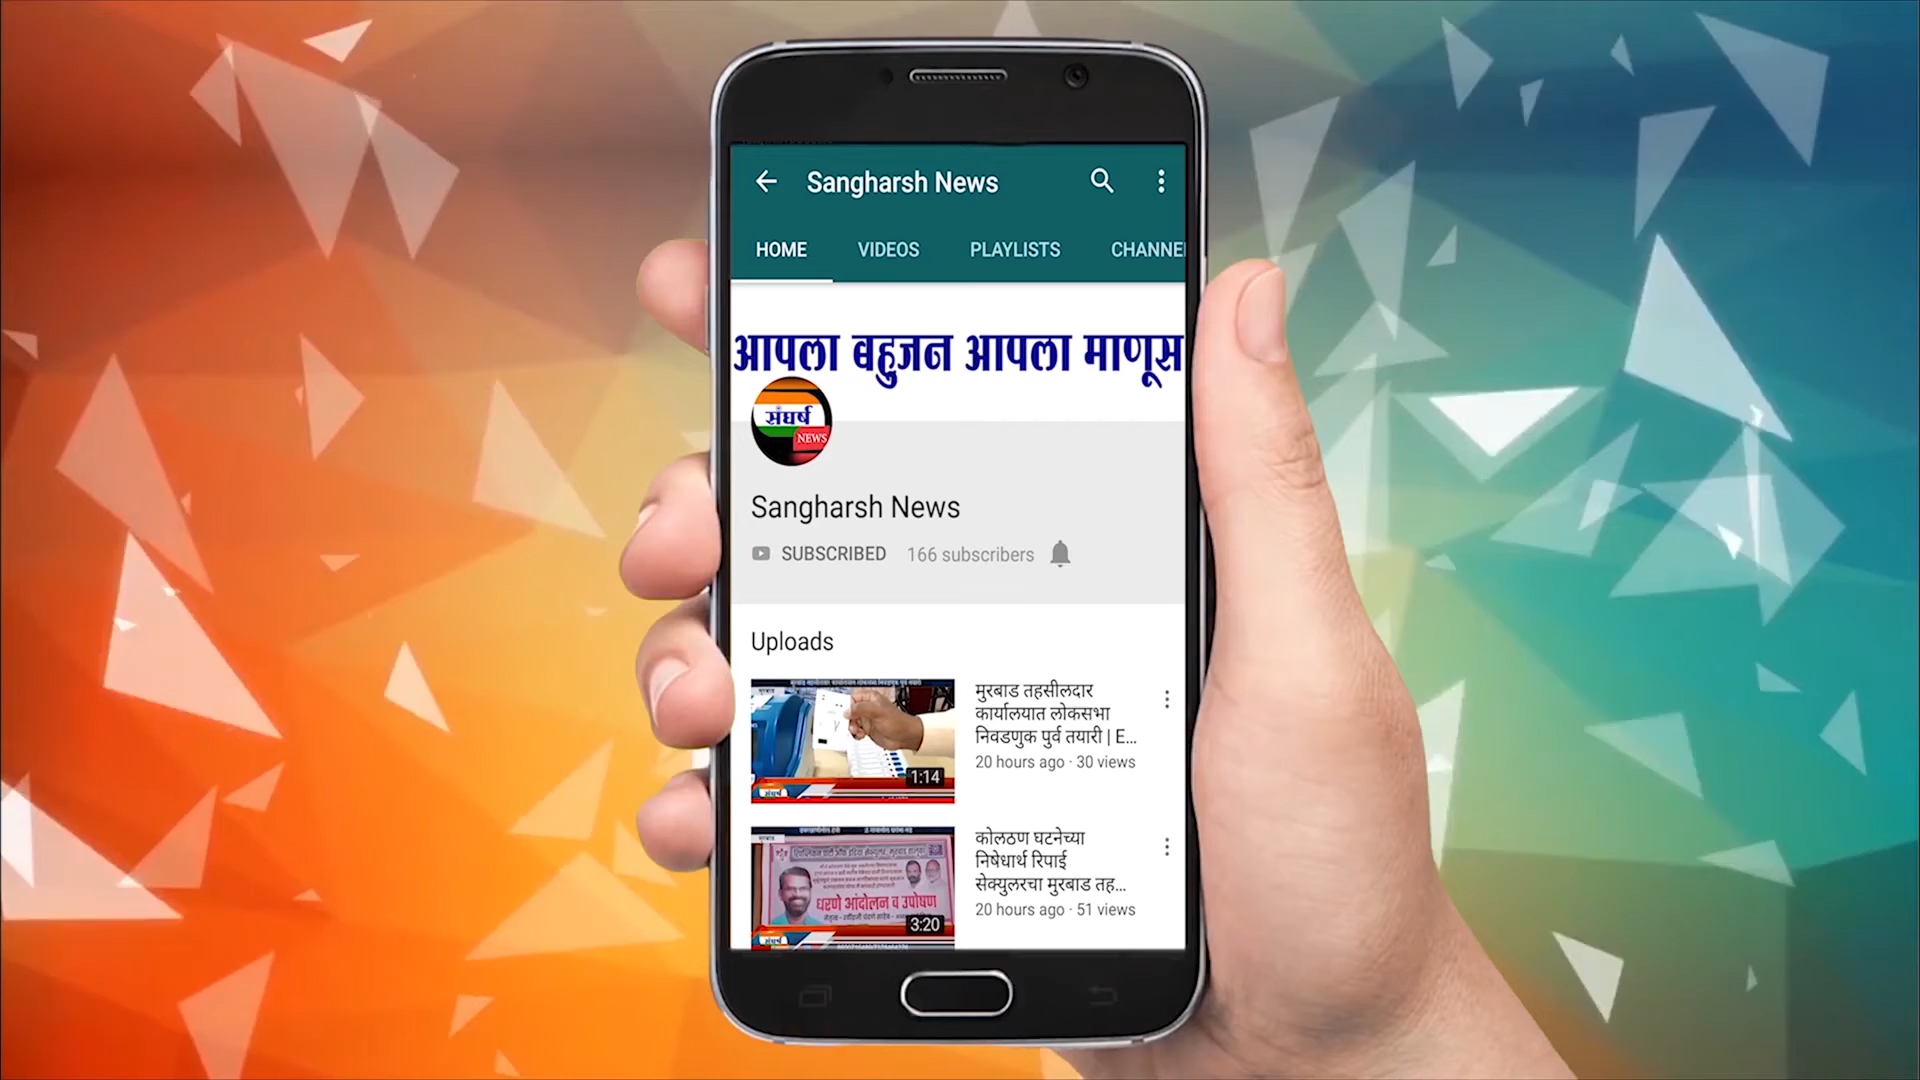 Sangharsh News
HOME VIDEOS PLAYLISTS CHANNE
आपला बहुजन आपला माणूस
संघर्ष
NEWS
Sangharsh News
SUBSCRIBED 166 subscribers
Uploads
मुरबाड तहसीलदार
कार्यालयात लोकसभा
निवडणुक पुर्व तयारी | E...
20 hours ago · 30 views
1:14
संघर्ष
कोलठण घटनेच्या
निषेधार्थ रिपाई
सेक्युलरचा मुरबाड तह...
20 hours ago · 51 views
धरणे आंदोलन व उपोषण
3:20
संघर्ष